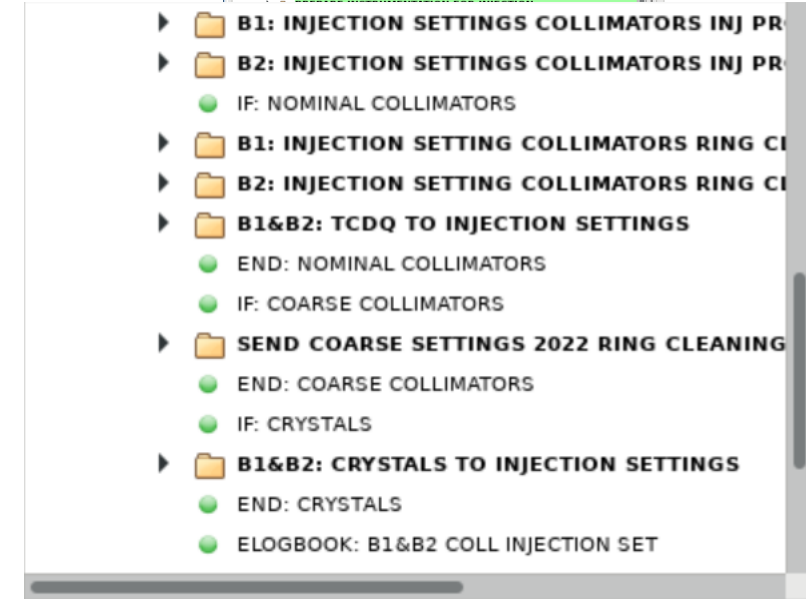 B1: INJECTION SETTINGS COLLIMATORS INJ
B2: INJECTION SETTINGS COLLIMATORS INJ
IF: NOMINAL COLLIMATORS
B1: INJECTION SETTING COLLIMATORS RING
B2: INJECTION SETTING COLLIMATORS RING
B1&B2: TCDQ TO INJECTION SETTINGS
END: NOMINAL COLLIMATORS
IF: COARSE COLLIMATORS
SEND COARSE SETTINGS 2022 RING CLEANING
END: COARSE COLLIMATORS
IF: CRYSTALS
B1&B2: CRYSTALS TO INJECTION SETTINGS
END: CRYSTALS
ELOGBOOK: B1&B2 COLL INJECTION SET